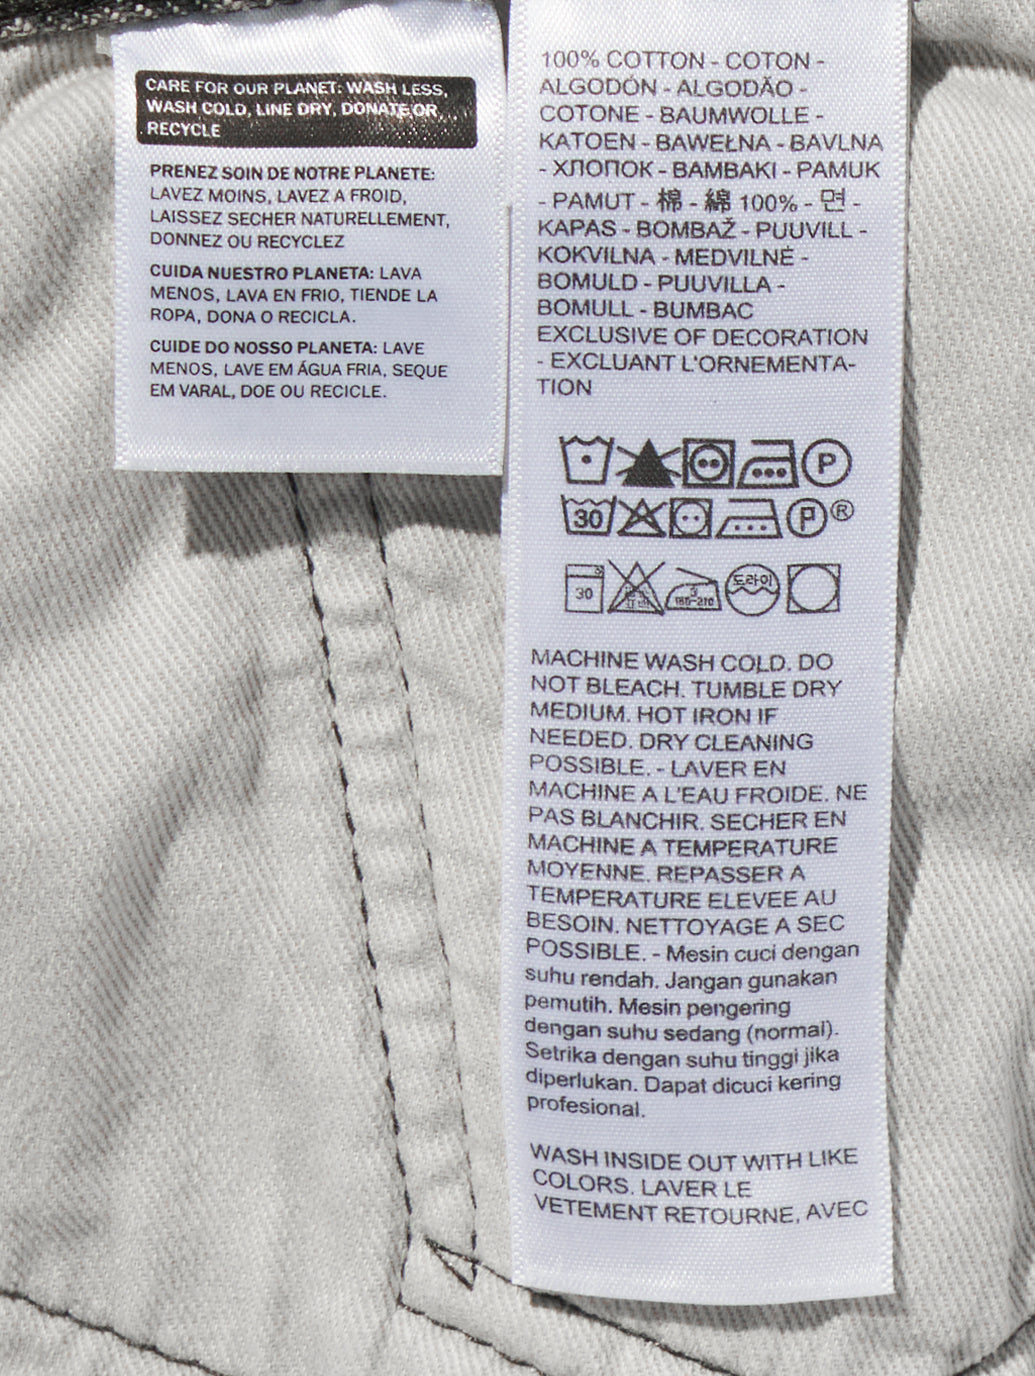 CARE FOR OUR PLANET: WASH LESS,
WASH COLD, LINE DRY, DONATE OR
RECYCLE
PRENEZ SOIN DE NOTRE PLANETE:
LAVEZ MOINS, LAVEZ A FROID,
LAISSEZ SECHER NATURELLEMENT,
DONNEZ OU RECYCLEZ
CUIDA NUESTRO PLANETA: LAVA
MENOS, LAVA EN FRIO, TIENDE LA
ROPA, DONA O RECICLA.
CUIDE DO NOSSO PLANETA: LAVE
MENOS, LAVE EM ÁGUA FRIA, SEQUE
EM VARAL, DOE OU RECICLE.
100% COTTON - COTON -
ALGODÓN - ALGODÃO -
COTONE - BAUMWOLLE -
KATOEN - BAWEŁNA - BAVLNA
- ХЛОПОК - BAMBAKI - PAMUK
- PAMUT - 棉 - 綿 100% - 면 -
KAPAS - BOMBAŽ - PUUVILL -
KOKVILNA - MEDVILNĖ -
BOMULD - PUUVILLA -
BOMULL - BUMBAC
EXCLUSIVE OF DECORATION
- EXCLUANT L'ORNEMENTA-
TION
P
30 P ®
30 3 180-210 도라이
MACHINE WASH COLD. DO
NOT BLEACH. TUMBLE DRY
MEDIUM. HOT IRON IF
NEEDED. DRY CLEANING
POSSIBLE. - LAVER EN
MACHINE A L'EAU FROIDE. NE
PAS BLANCHIR. SECHER EN
MACHINE A TEMPERATURE
MOYENNE. REPASSER A
TEMPERATURE ELEVEE AU
BESOIN. NETTOYAGE A SEC
POSSIBLE. - Mesin cuci dengan
suhu rendah. Jangan gunakan
pemutih. Mesin pengering
dengan suhu sedang (normal).
Setrika dengan suhu tinggi jika
diperlukan. Dapat dicuci kering
profesional.
WASH INSIDE OUT WITH LIKE
COLORS. LAVER LE
VETEMENT RETOURNE, AVEC